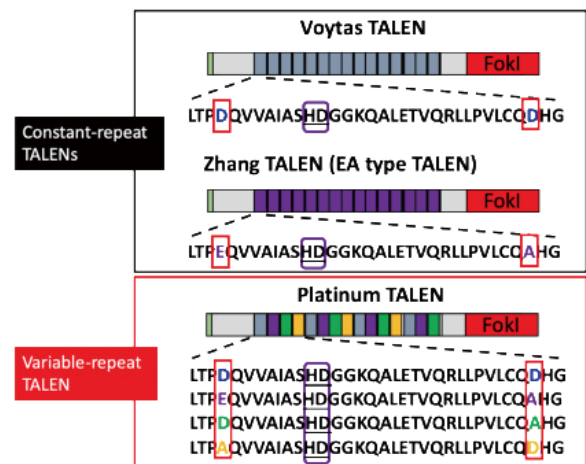 Voytas TALEN
FokI
LTPDQVVAIASHDGGKQALETVQRLLPVLCQDHG
Constant-repeat
TALENs
Zhang TALEN (EA type TALEN)
FokI
LTPEQVVAIASHDGGKQALETVQRLLPVLCQAHG
Platinum TALEN
FokI
Variable-repeat
TALEN
LTPDQVVAIASHDGGKQALETVQRLLPVLCQDHG
LTPEQVVAIASHDGGKQALETVQRLLPVLCQAHG
LTPDQVVAIASHDGGKQALETVQRLLPVLCQAHG
LTPAQVVAIASHDGGKQALETVQRLLPVLCQDHG